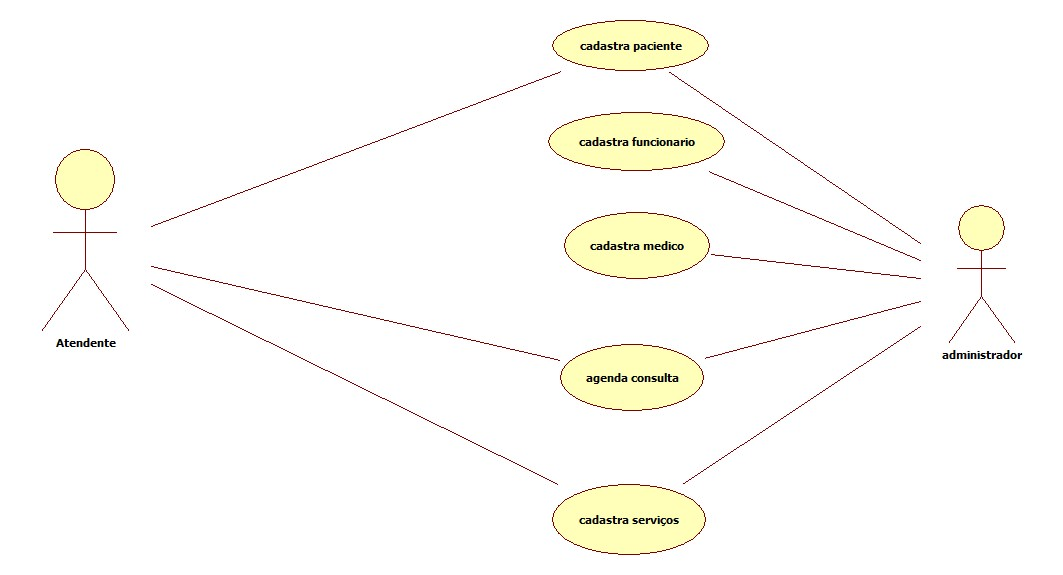 cadastra paciente
cadastra funcionario
cadastra medico
Atendente
administrador
agenda consulta
cadastra serviços